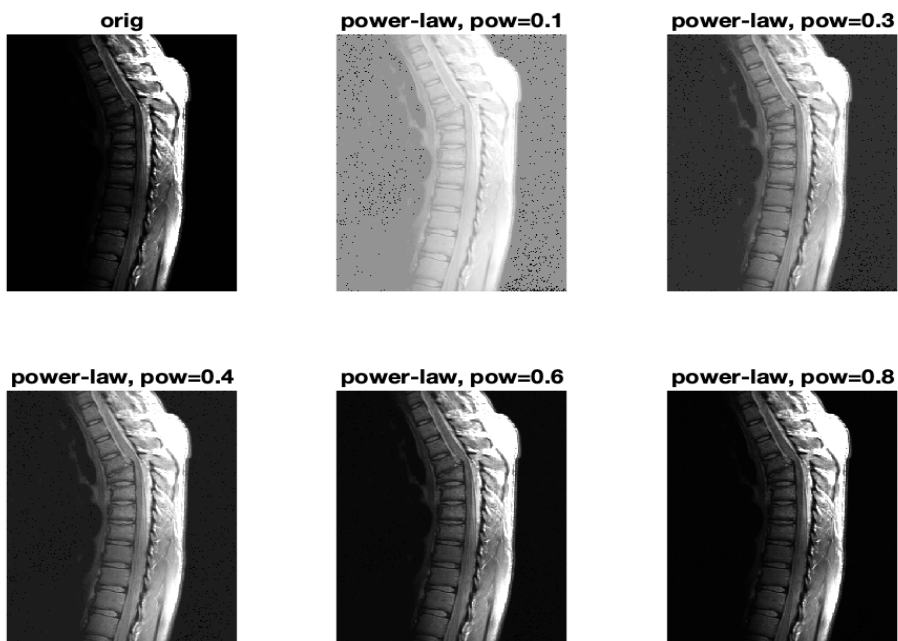 orig
power-law, pow=0.1
power-law, pow=0.3
power-law, pow=0.4
power-law, pow=0.6
power-law, pow=0.8